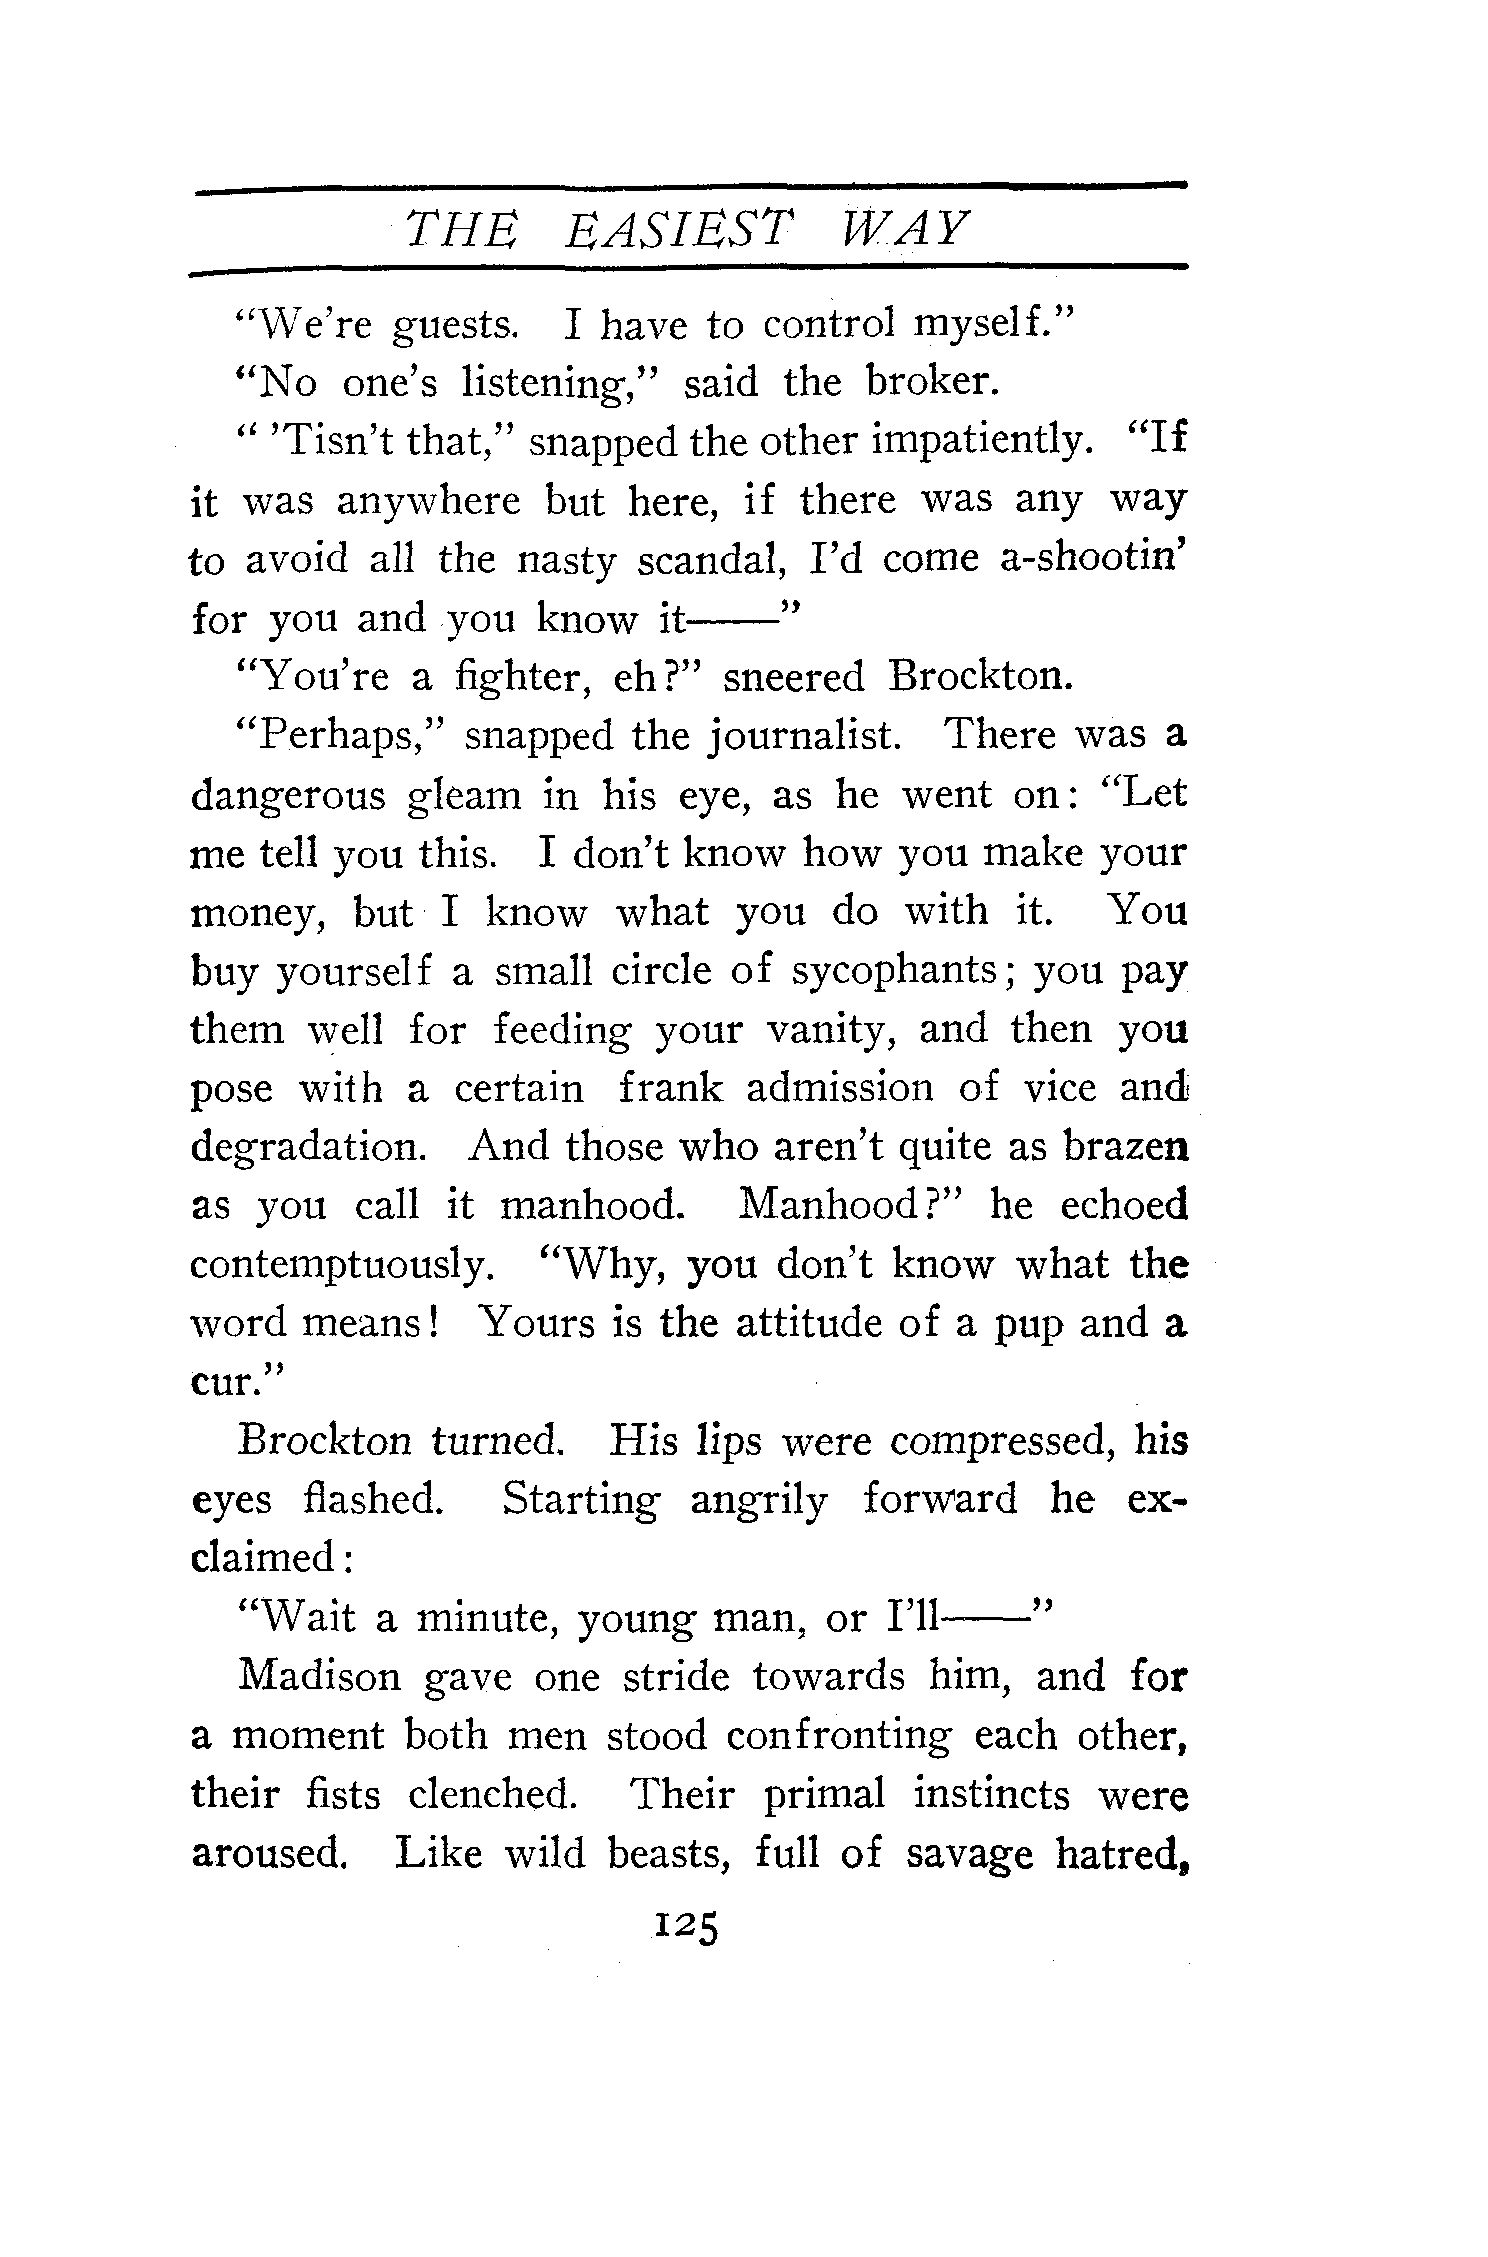 THE EASIEST WAY
"We're guests. I have to control myself."
"No one's listening," said the broker.
" 'Tisn't that," snapped the other impatiently. "If
it was anywhere but here, if there was any way
to avoid all the nasty scandal, I'd come a-shootin'
for you and you know it——"
"You're a fighter, eh?" sneered Brockton.
"Perhaps," snapped the journalist. There was a
dangerous gleam in his eye, as he went on: "Let
me tell you this. I don't know how you make your
money, but I know what you do with it. You
buy yourself a small circle of sycophants; you pay
them well for feeding your vanity, and then you
pose with a certain frank admission of vice and
degradation. And those who aren't quite as brazen
as you call it manhood. Manhood?" he echoed
contemptuously. "Why, you don't know what the
word means! Yours is the attitude of a pup and a
cur."
Brockton turned. His lips were compressed, his
eyes flashed. Starting angrily forward he ex-
claimed:
"Wait a minute, young man, or I'll——"
Madison gave one stride towards him, and for
a moment both men stood confronting each other,
their fists clenched. Their primal instincts were
aroused. Like wild beasts, full of savage hatred,
125